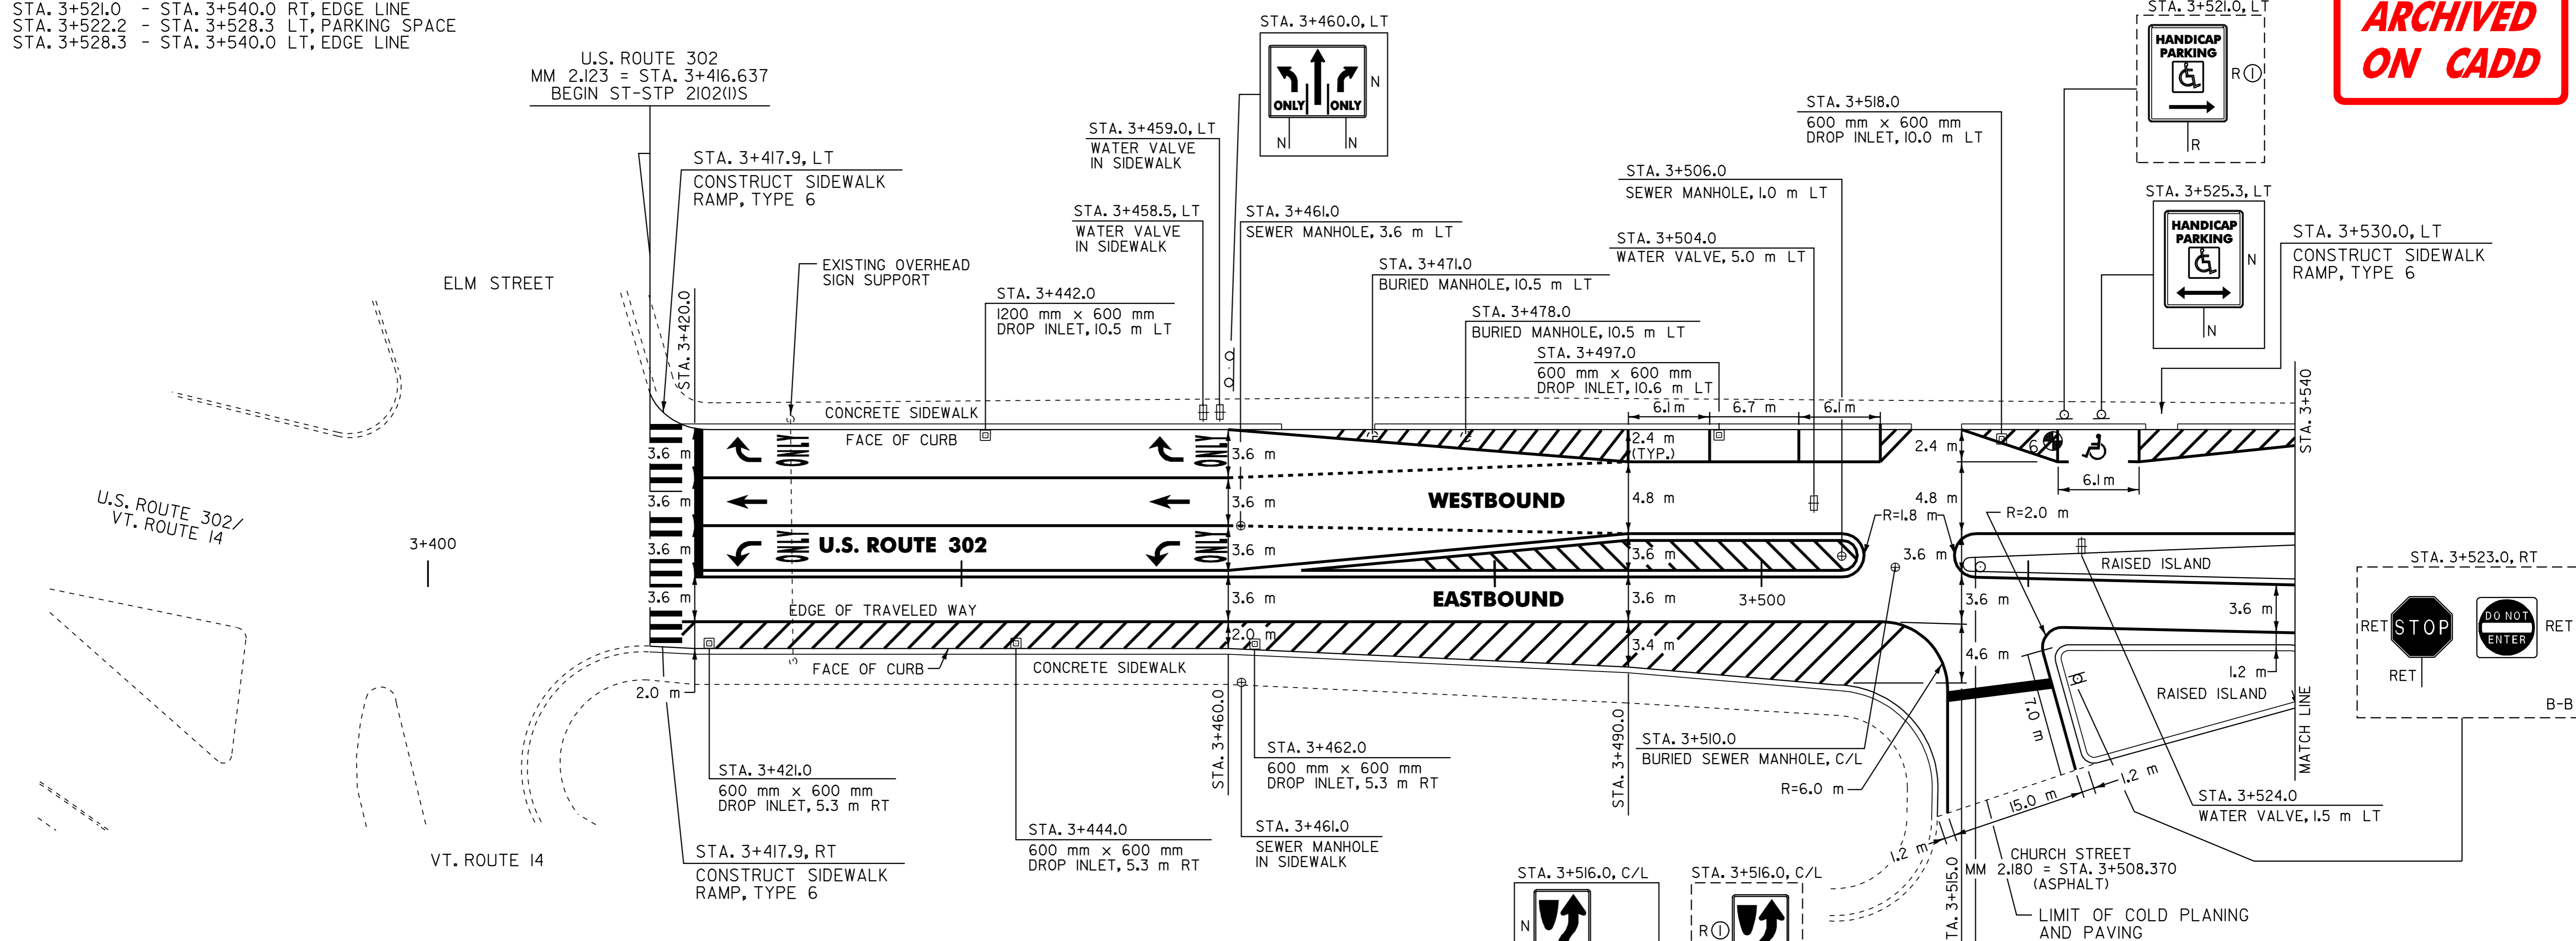 STA. 3+521.0 - STA. 3+540.0 RT, EDGE LINE
STA. 3+522.2 - STA. 3+528.3 LT, PARKING SPACE
STA. 3+528.3 - STA. 3+540.0 LT, EDGE LINE
ARCHIVED
ON CADD
U.S. ROUTE 302
MM 2.123 = STA. 3+416.637
BEGIN ST-STP 2102(1)S
STA. 3+417.9, LT
CONSTRUCT SIDEWALK
RAMP, TYPE 6
ELM STREET
EXISTING OVERHEAD
SIGN SUPPORT
STA. 3+442.0
1200 mm x 600 mm
DROP INLET, 10.5 m LT
STA. 3+459.0, LT
WATER VALVE
IN SIDEWALK
STA. 3+458.5, LT
WATER VALVE
IN SIDEWALK
STA. 3+460.0, LT
ONLY ONLY
N
N N
STA. 3+461.0
SEWER MANHOLE, 3.6 m LT
STA. 3+471.0
BURIED MANHOLE, 10.5 m LT
STA. 3+478.0
BURIED MANHOLE, 10.5 m LT
STA. 3+497.0
600 mm x 600 mm
DROP INLET, 10.6 m LT
STA. 3+506.0
SEWER MANHOLE, 1.0 m LT
STA. 3+504.0
WATER VALVE, 5.0 m LT
STA. 3+518.0
600 mm x 600 mm
DROP INLET, 10.0 m LT
STA. 3+521.0, LT
HANDICAP
PARKING
R 1
R
STA. 3+525.3, LT
HANDICAP
PARKING
N
N
STA. 3+530.0, LT
CONSTRUCT SIDEWALK
RAMP, TYPE 6
STA. 3+420.0
STA. 3+540
CONCRETE SIDEWALK
FACE OF CURB
6.1 m 6.7 m 6.1 m
3.6 m
ONLY
ONLY
3.6 m
2.4 m
(TYP.)
2.4 m
6
6.1 m
3.6 m
3.6 m
WESTBOUND
4.8 m
4.8 m
R=1.8 m
R=2.0 m
U.S. ROUTE 302/
VT. ROUTE 14
3+400
3.6 m
ONLY
U.S. ROUTE 302
ONLY
3.6 m
3.6 m
3.6 m
RAISED ISLAND
3.6 m
EDGE OF TRAVELED WAY
3.6 m
EASTBOUND
3.6 m
3+500
3.6 m
3.6 m
2.0 m
3.4 m
4.6 m
1.2 m
FACE OF CURB
CONCRETE SIDEWALK
2.0 m
RAISED ISLAND
7.0 m
MATCH LINE
STA. 3+523.0, RT
RET STOP
RET
DO NOT
ENTER
RET
B-B
STA. 3+460.0
STA. 3+490.0
STA. 3+421.0
600 mm x 600 mm
DROP INLET, 5.3 m RT
STA. 3+462.0
600 mm x 600 mm
DROP INLET, 5.3 m RT
STA. 3+510.0
BURIED SEWER MANHOLE, C/L
R=6.0 m
1.2 m
15.0 m
1.2 m
STA. 3+524.0
WATER VALVE, 1.5 m LT
STA. 3+444.0
600 mm x 600 mm
DROP INLET, 5.3 m RT
STA. 3+461.0
SEWER MANHOLE
IN SIDEWALK
VT. ROUTE 14
STA. 3+417.9, RT
CONSTRUCT SIDEWALK
RAMP, TYPE 6
STA. 3+516.0, C/L
N
STA. 3+516.0, C/L
R 1
STA. 3+515.0
CHURCH STREET
MM 2.180 = STA. 3+508.370
(ASPHALT)
LIMIT OF COLD PLANING
AND PAVING